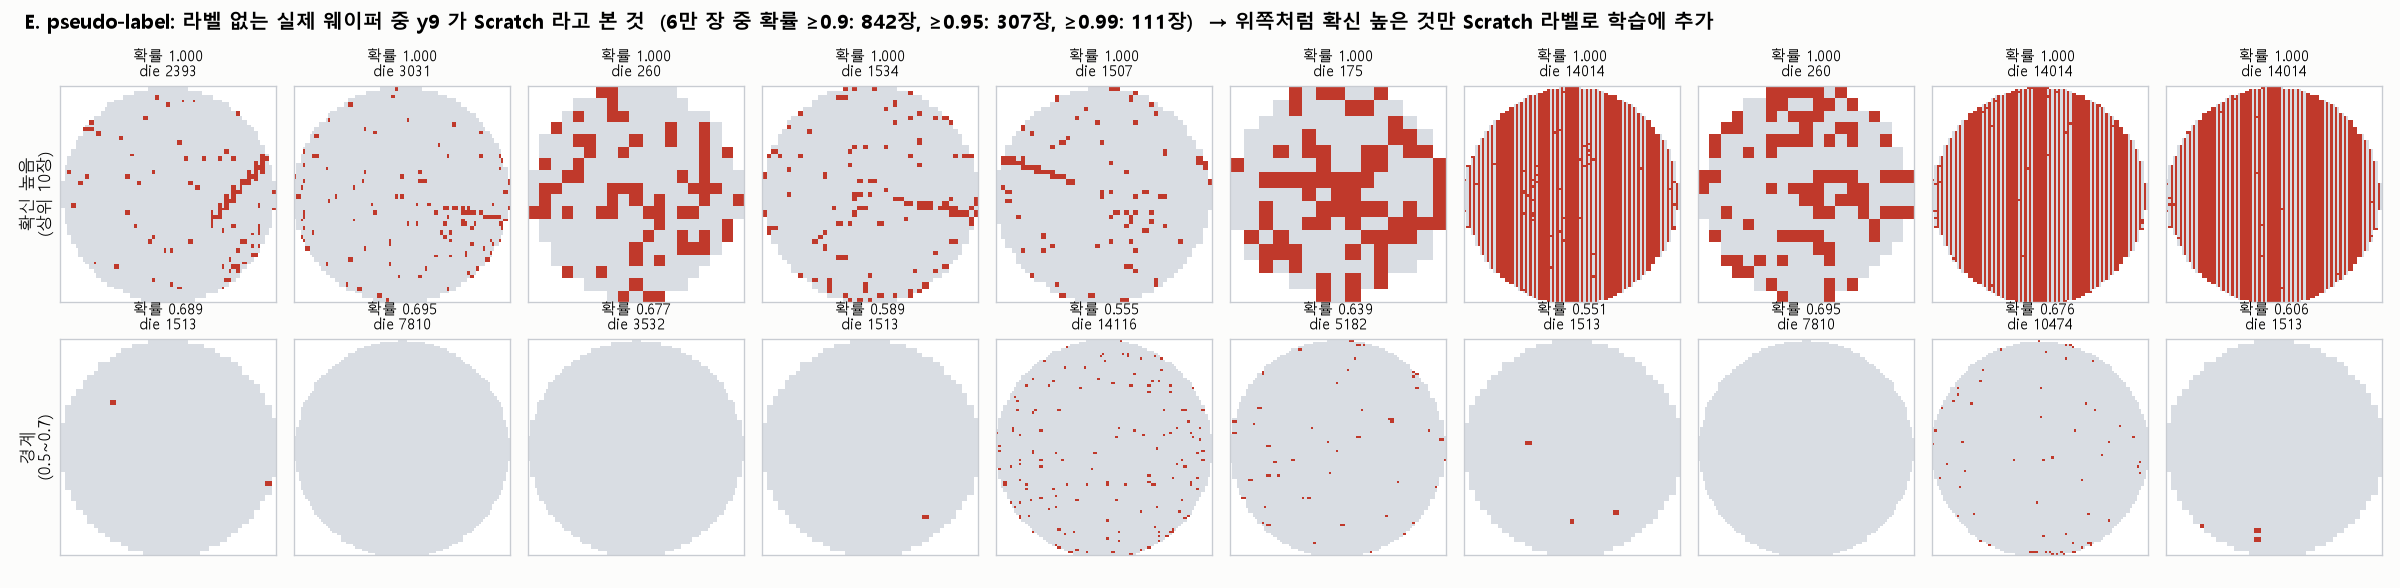 E. pseudo-label: 라벨 없는 실제 웨이퍼 중 y9 가 Scratch 라고 본 것 (6만 장 중 확률 ≥0.9: 842장, ≥0.95: 307장, ≥0.99: 111장) → 위쪽처럼 확신 높은 것만 Scratch 라벨로 학습에 추가
확률 1.000
die 2393
확률 1.000
die 3031
확률 1.000
die 260
확률 1.000
die 1534
확률 1.000
die 1507
확률 1.000
die 175
확률 1.000
die 14014
확률 1.000
die 260
확률 1.000
die 14014
확률 1.000
die 14014
확신 높음
(상위 10장)
확률 0.689
die 1513
확률 0.695
die 7810
확률 0.677
die 3532
확률 0.589
die 1513
확률 0.555
die 14116
확률 0.639
die 5182
확률 0.551
die 1513
확률 0.695
die 7810
확률 0.676
die 10474
확률 0.606
die 1513
경계
(0.5~0.7)